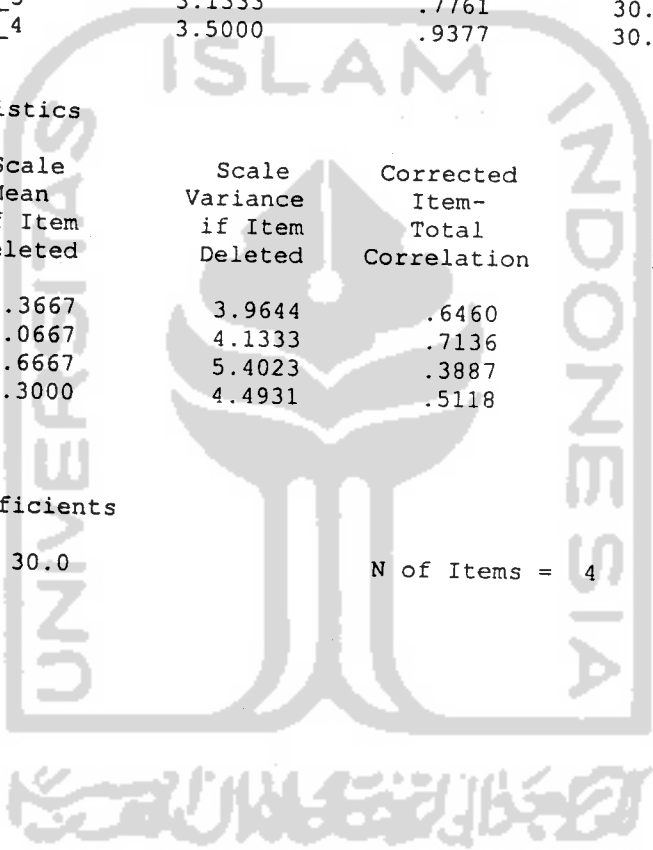 _3 3.1333 .7761 30.
_4 3.5000 .9377 30.
ISLAM
UNIVERSITAS
INDONESIA
istics
Scale Scale Corrected
Mean Variance Item-
f Item if Item Total
eleted Deleted Correlation
.3667 3.9644 .6460
.0667 4.1333 .7136
.6667 5.4023 .3887
.3000 4.4931 .5118
ficients
30.0 N of Items = 4